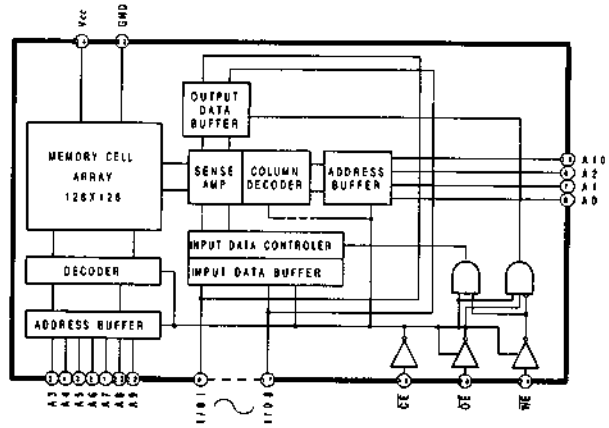 Vcc
GND
OUTPUT
DATA
BUFFER
MEMORY CELL
ARRAY
128X128
SENSE
AMP
COLUMN
DECODER
ADDRESS
BUFFER
A10
A2
A1
A0
INPUT DATA CONTROLER
INPUT DATA BUFFER
DECODER
ADDRESS BUFFER
A3
A4
A5
A6
A7
A8
A9
I/O1
I/O8
CE
OE
WE